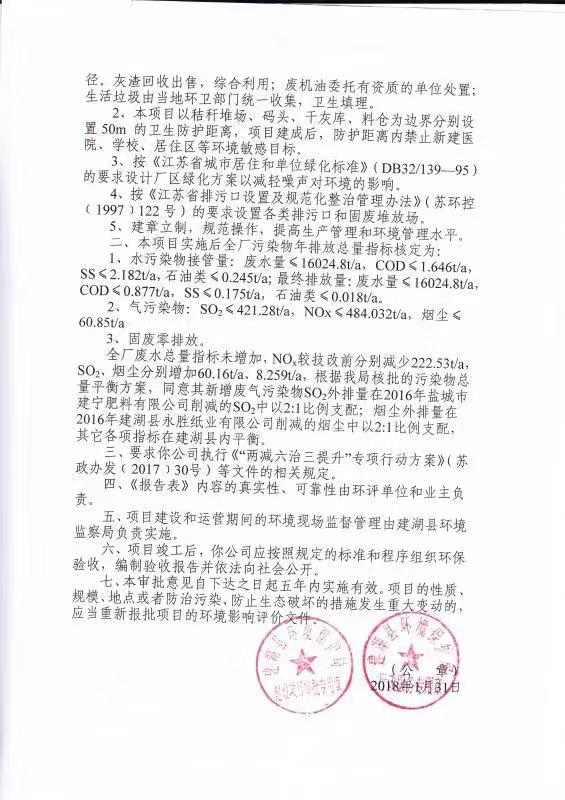 径。灰渣回收出售，综合利用；废机油委托有资质的单位处置；
生活垃圾由当地环卫部门统一收集，卫生填埋。
2、本项目以秸秆堆场、码头、干灰库、料仓为边界分别设
置50m 的卫生防护距离，项目建成后，防护距离内禁止新建医
院、学校、居住区等环境敏感目标。
3、按《江苏省城市居住和单位绿化标准》（DB32/139—95）
的要求设计厂区绿化方案以减轻噪声对环境的影响。
4、按《江苏省排污口设置及规范化整治管理办法》（苏环控
﹝1997﹞122号）的要求设置各类排污口和固废堆放场。
5、建章立制，规范操作，提高生产管理和环境管理水平。
二、本项目实施后全厂污染物年排放总量指标核定为：
1、水污染物接管量：废水量≤16024.8t/a，COD≤1.646t/a，
SS≤2.182t/a，石油类≤0.245t/a；最终排放量：废水量≤16024.8t/a，
COD≤0.877t/a，SS≤0.175t/a，石油类≤0.018t/a。
2、气污染物：SO₂≤421.28t/a，NOx≤484.032t/a，烟尘≤
60.85t/a
3、固废零排放。
全厂废水总量指标未增加，NOₓ较技改前分别减少222.53t/a，
SO₂、烟尘分别增加60.16t/a、8.259t/a，根据我局核批的污染物总
量平衡方案，同意其新增废气污染物SO₂外排量在2016年盐城市
建宁肥料有限公司削减的SO₂中以2:1比例支配；烟尘外排量在
2016年建湖县永胜纸业有限公司削减的烟尘中以2:1比例支配，
其它各项指标在建湖县内平衡。
三、要求你公司执行《“两减六治三提升”专项行动方案》（苏
政办发﹝2017﹞30号）等文件的相关规定。
四、《报告表》内容的真实性、可靠性由环评单位和业主负
责。
五、项目建设和运营期间的环境现场监督管理由建湖县环境
监察局负责实施。
六、项目竣工后，你公司应按照规定的标准和程序组织环保
验收，编制验收报告并依法向社会公开。
七、本审批意见自下达之日起五年内实施有效。项目的性质、
规模、地点或者防治污染、防止生态破坏的措施发生重大变动的，
应当重新报批项目的环境影响评价文件。
建湖县环境保护局
建湖县环境保护局
（公 章）
2018年1月31日